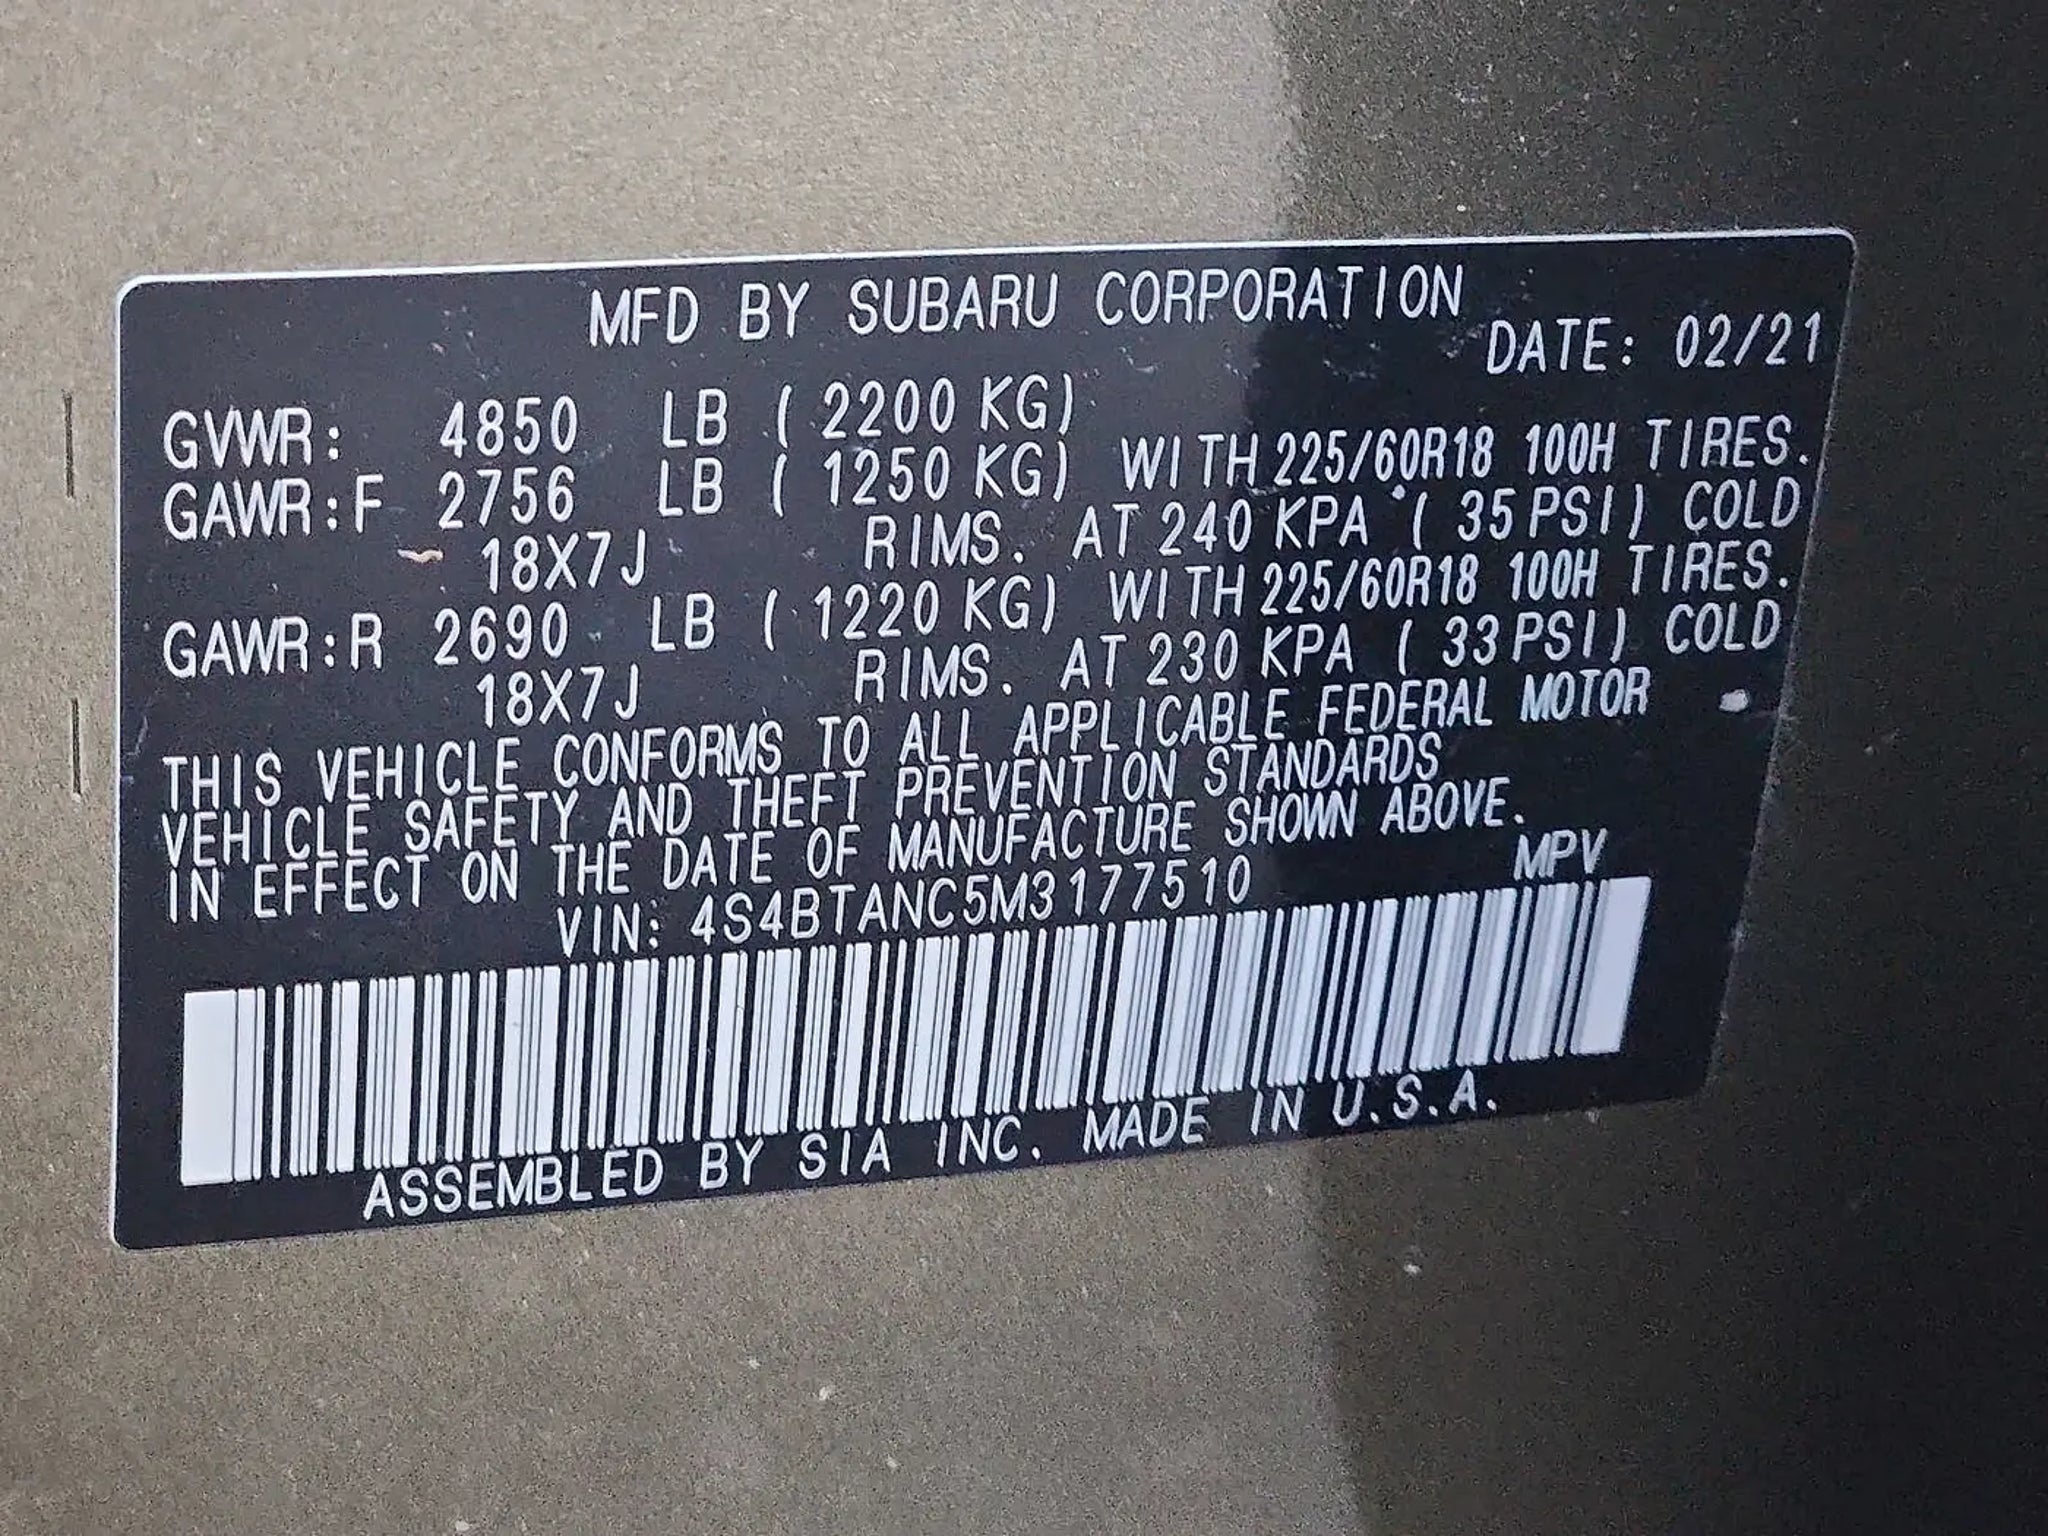 MFD BY SUBARU CORPORATION
DATE: 02/21
GVWR: 4850 LB ( 2200 KG)
GAWR:F 2756 LB ( 1250 KG) WITH 225/60R18 100H TIRES.
18X7J RIMS. AT 240 KPA ( 35 PSI) COLD
GAWR:R 2690 LB ( 1220 KG) WITH 225/60R18 100H TIRES.
18X7J RIMS. AT 230 KPA ( 33 PSI) COLD
THIS VEHICLE CONFORMS TO ALL APPLICABLE FEDERAL MOTOR
VEHICLE SAFETY AND THEFT PREVENTION STANDARDS
IN EFFECT ON THE DATE OF MANUFACTURE SHOWN ABOVE.
VIN: 4S4BTANC5M3177510 MPV
ASSEMBLED BY SIA INC. MADE IN U.S.A.